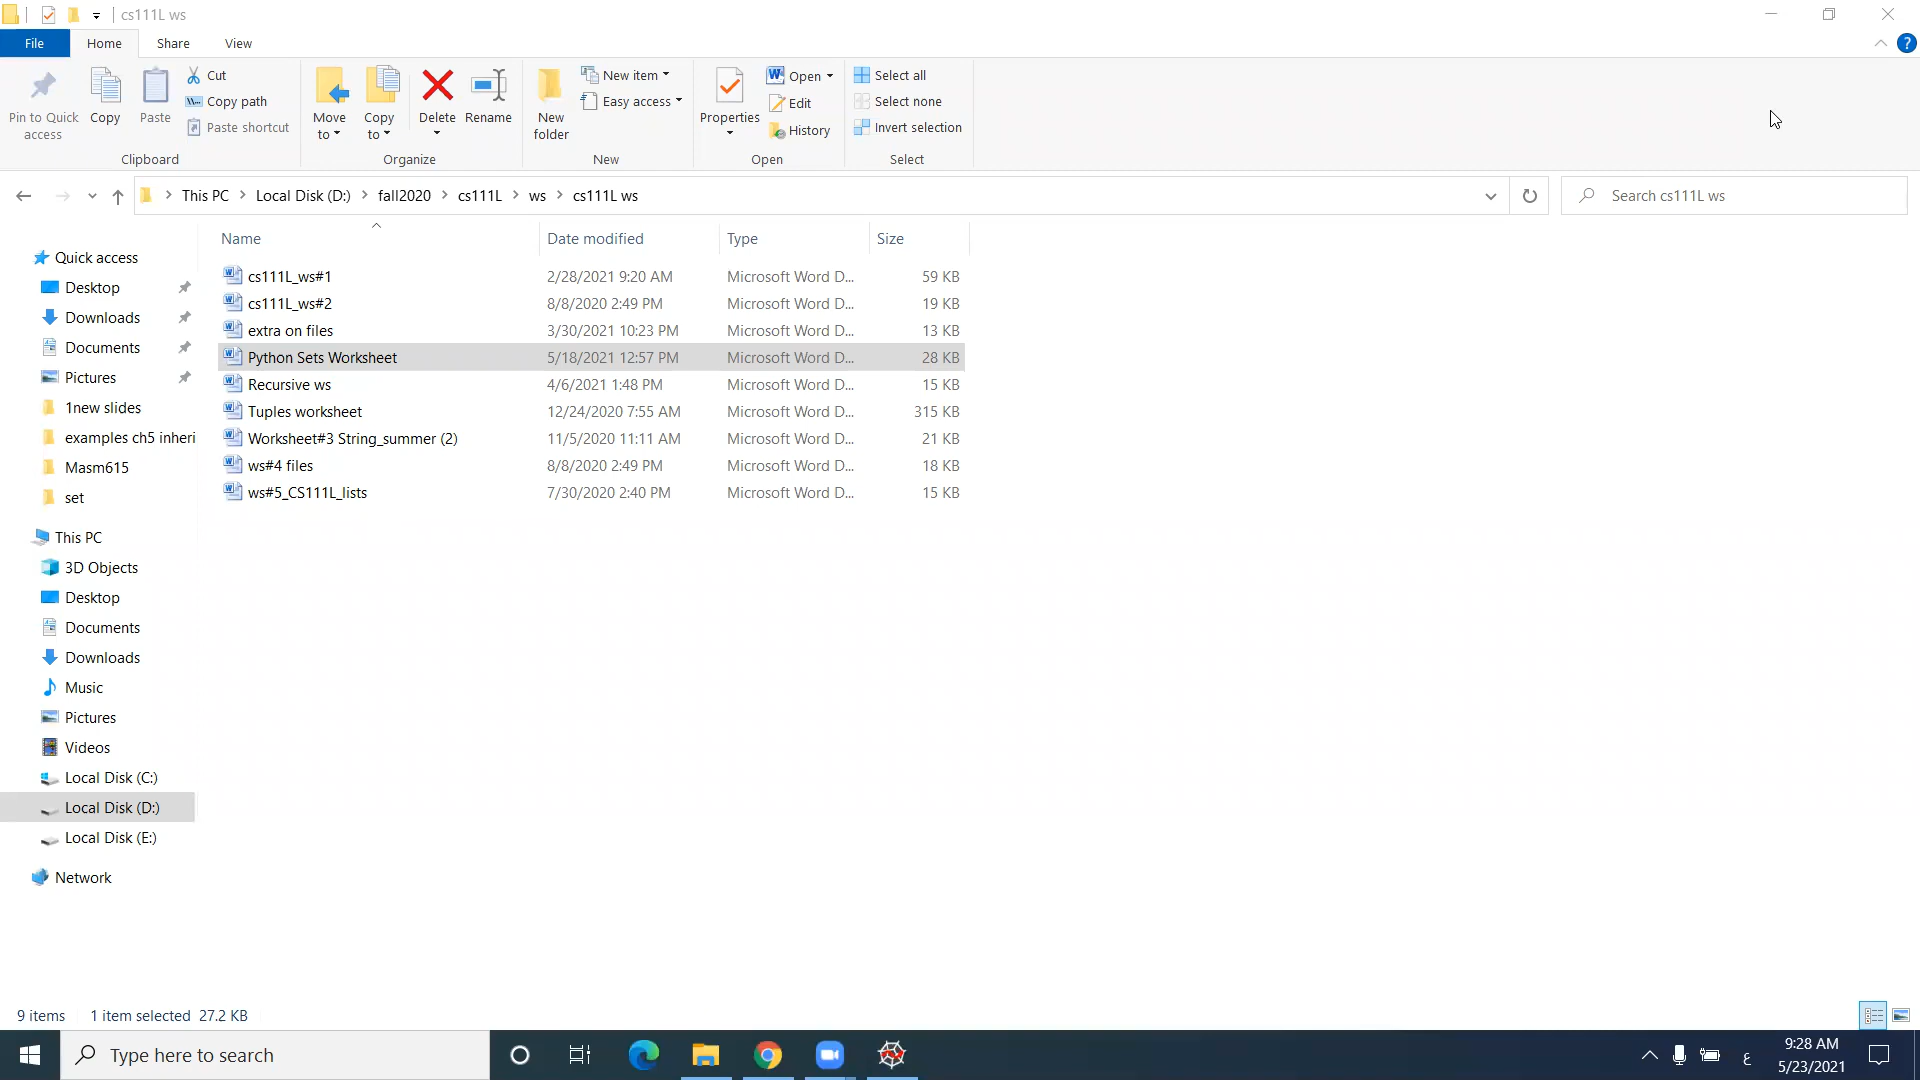 cs111L ws
File Home Share View
Pin to Quick access
Copy
Paste
Cut
Copy path
Paste shortcut
Clipboard
Move to
Copy to
Delete
Rename
Organize
New folder
New item
Easy access
New
Properties
Open
Edit
History
Open
Select all
Select none
Invert selection
Select
This PC Local Disk (D:) fall2020 cs111L ws cs111L ws
Search cs111L ws
Name Date modified Type Size
cs111L_ws#1 2/28/2021 9:20 AM Microsoft Word D... 59 KB
cs111L_ws#2 8/8/2020 2:49 PM Microsoft Word D... 19 KB
extra on files 3/30/2021 10:23 PM Microsoft Word D... 13 KB
Python Sets Worksheet 5/18/2021 12:57 PM Microsoft Word D... 28 KB
Recursive ws 4/6/2021 1:48 PM Microsoft Word D... 15 KB
Tuples worksheet 12/24/2020 7:55 AM Microsoft Word D... 315 KB
Worksheet#3 String_summer (2) 11/5/2020 11:11 AM Microsoft Word D... 21 KB
ws#4 files 8/8/2020 2:49 PM Microsoft Word D... 18 KB
ws#5_CS111L_lists 7/30/2020 2:40 PM Microsoft Word D... 15 KB
Quick access
Desktop
Downloads
Documents
Pictures
1new slides
examples ch5 inheri
Masm615
set
This PC
3D Objects
Desktop
Documents
Downloads
Music
Pictures
Videos
Local Disk (C:)
Local Disk (D:)
Local Disk (E:)
Network
9 items 1 item selected 27.2 KB
Type here to search
ع
9:28 AM
5/23/2021